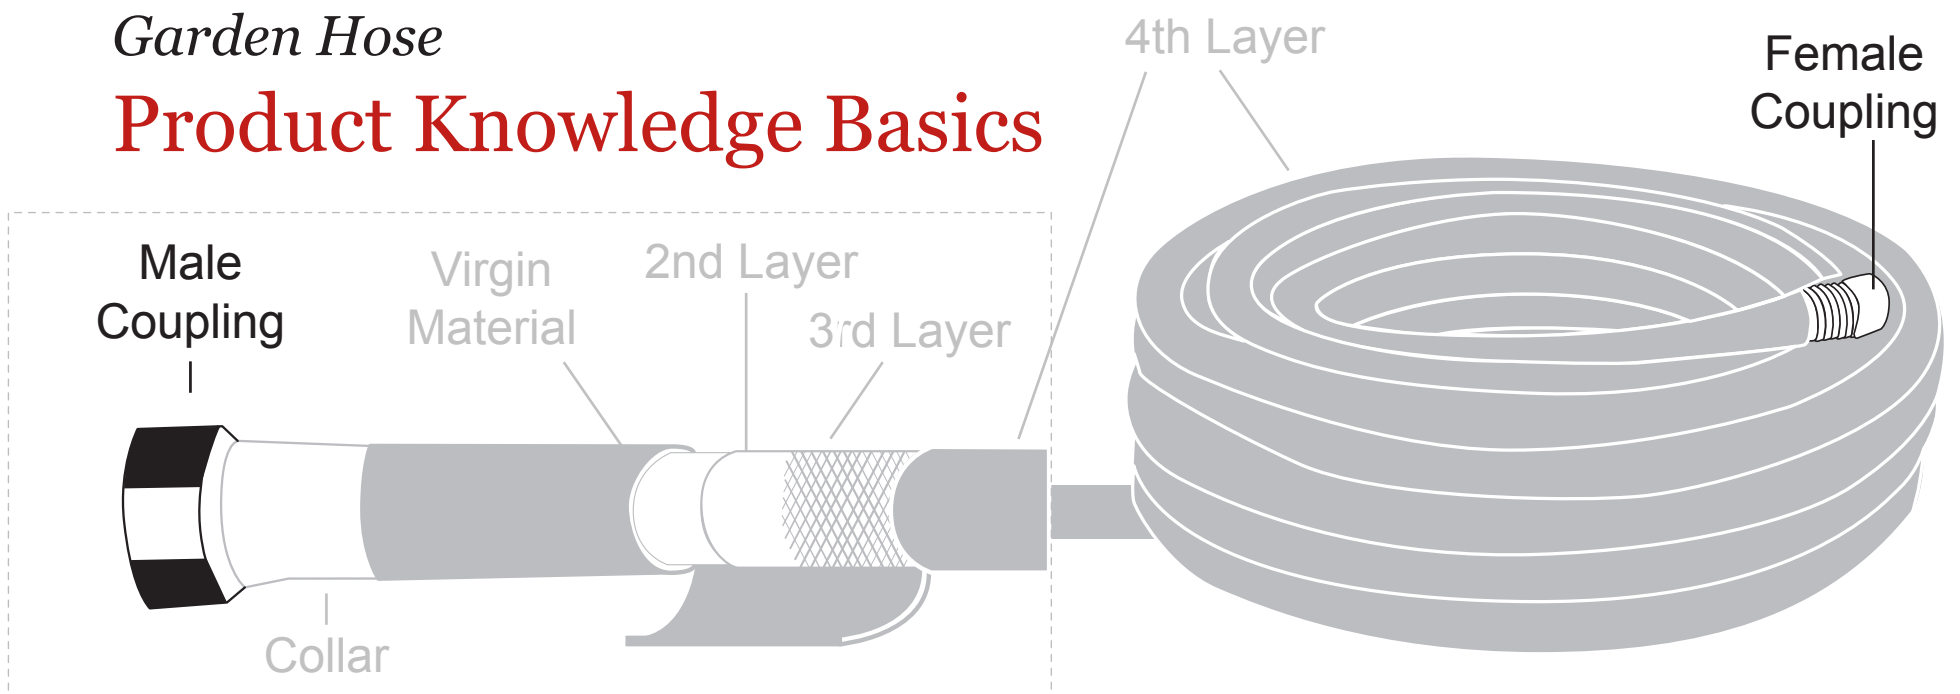 Garden Hose
Product Knowledge Basics
4th Layer
Female
Coupling
Male
Coupling
Virgin
Material
2nd Layer
3rd Layer
Collar